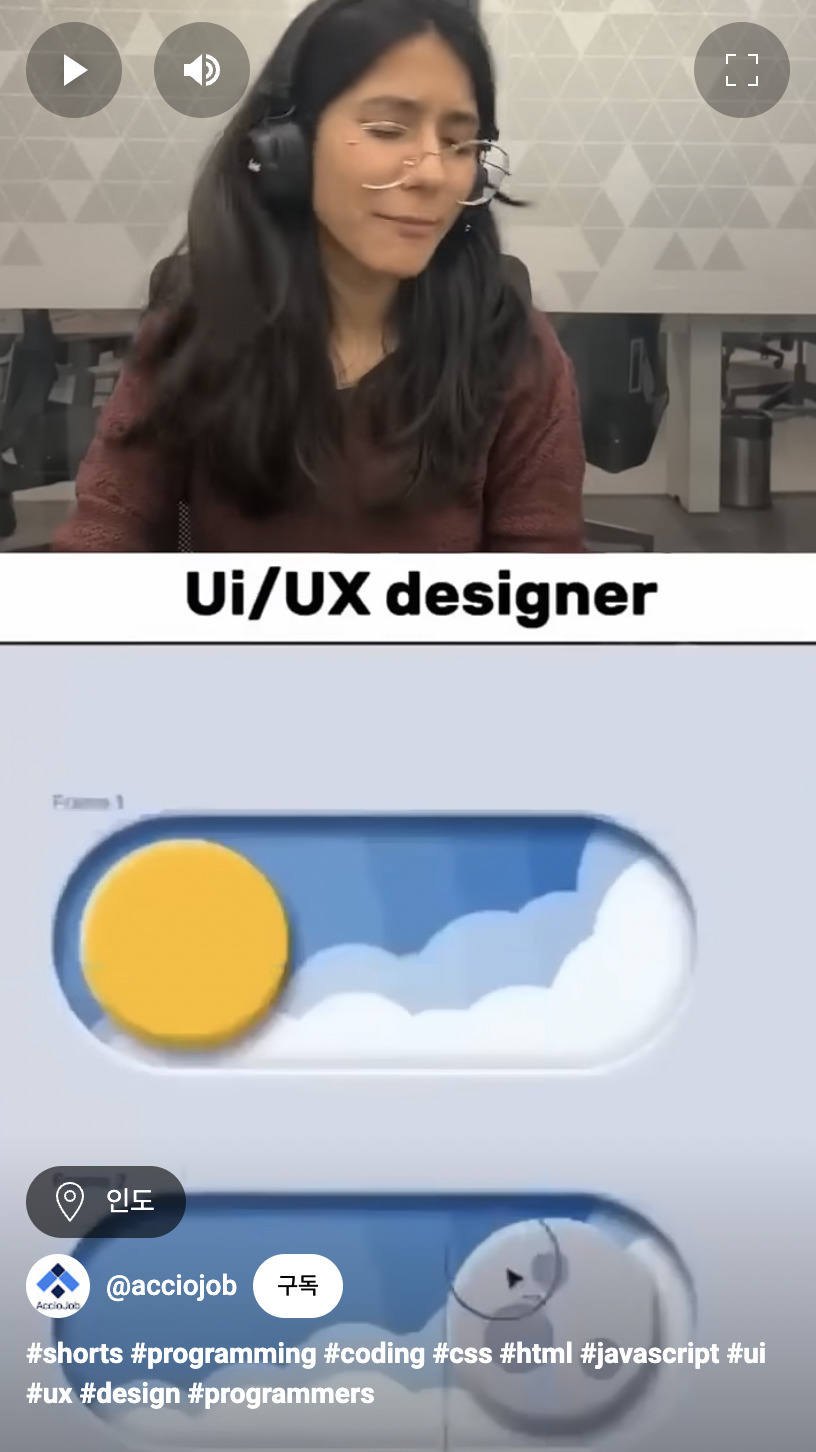 Ui/UX designer
Frame 1
인도
AccioJob
@acciojob
구독
#shorts #programming #coding #css #html #javascript #ui
#ux #design #programmers